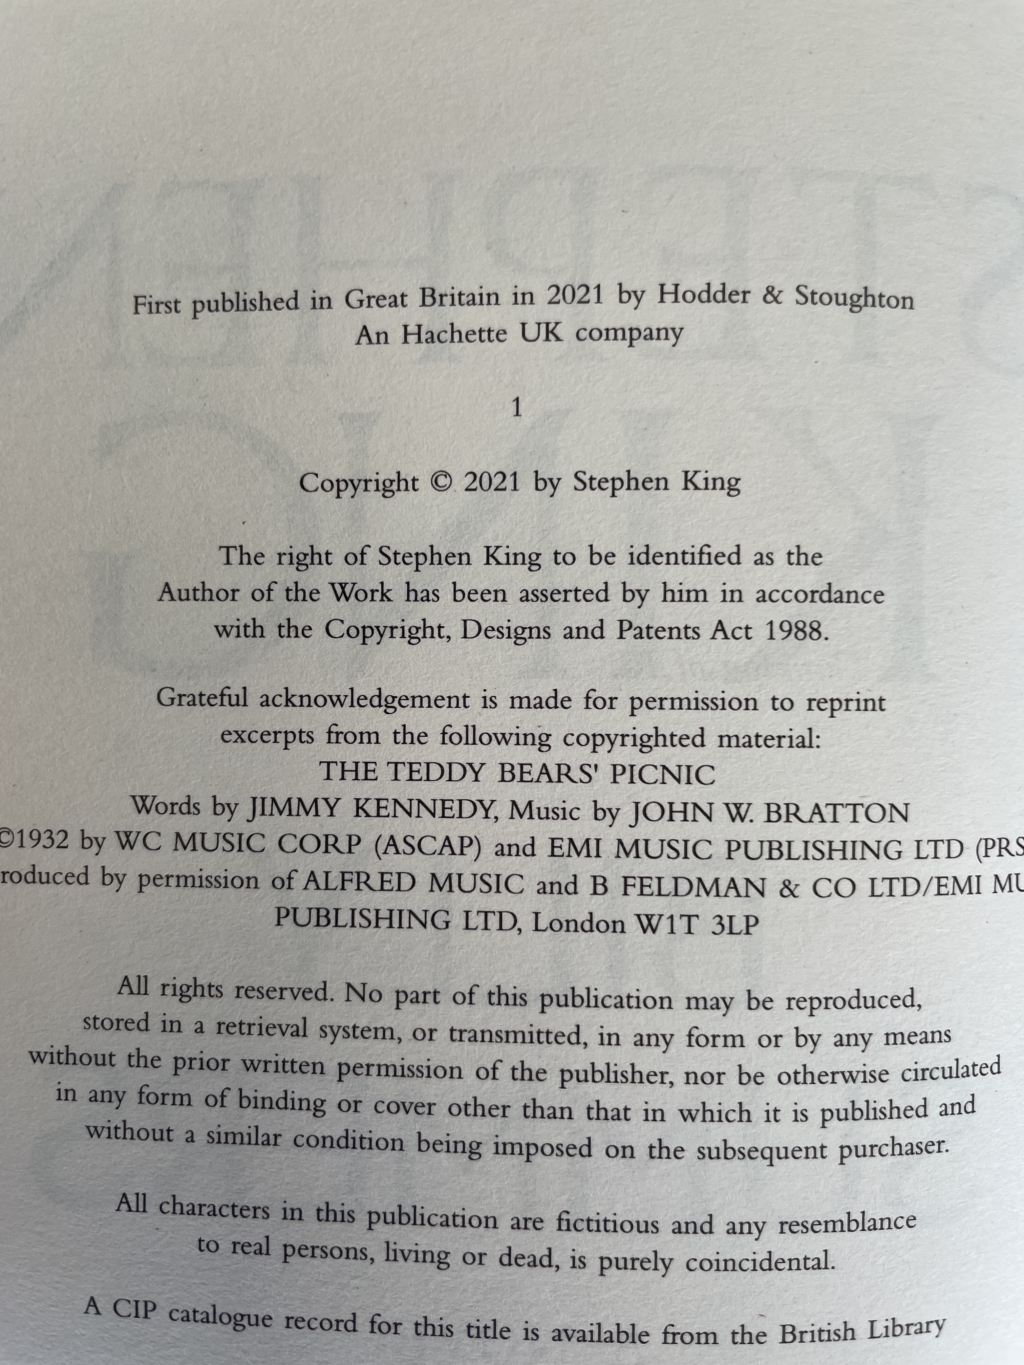 First published in Great Britain in 2021 by Hodder & Stoughton
An Hachette UK company
1
Copyright © 2021 by Stephen King
The right of Stephen King to be identified as the
Author of the Work has been asserted by him in accordance
with the Copyright, Designs and Patents Act 1988.
Grateful acknowledgement is made for permission to reprint
excerpts from the following copyrighted material:
THE TEDDY BEARS' PICNIC
Words by JIMMY KENNEDY, Music by JOHN W. BRATTON
©1932 by WC MUSIC CORP (ASCAP) and EMI MUSIC PUBLISHING LTD (PRS
roduced by permission of ALFRED MUSIC and B FELDMAN & CO LTD/EMI MU
PUBLISHING LTD, London W1T 3LP
All rights reserved. No part of this publication may be reproduced,
stored in a retrieval system, or transmitted, in any form or by any means
without the prior written permission of the publisher, nor be otherwise circulated
in any form of binding or cover other than that in which it is published and
without a similar condition being imposed on the subsequent purchaser.
All characters in this publication are fictitious and any resemblance
to real persons, living or dead, is purely coincidental.
A CIP catalogue record for this title is available from the British Library